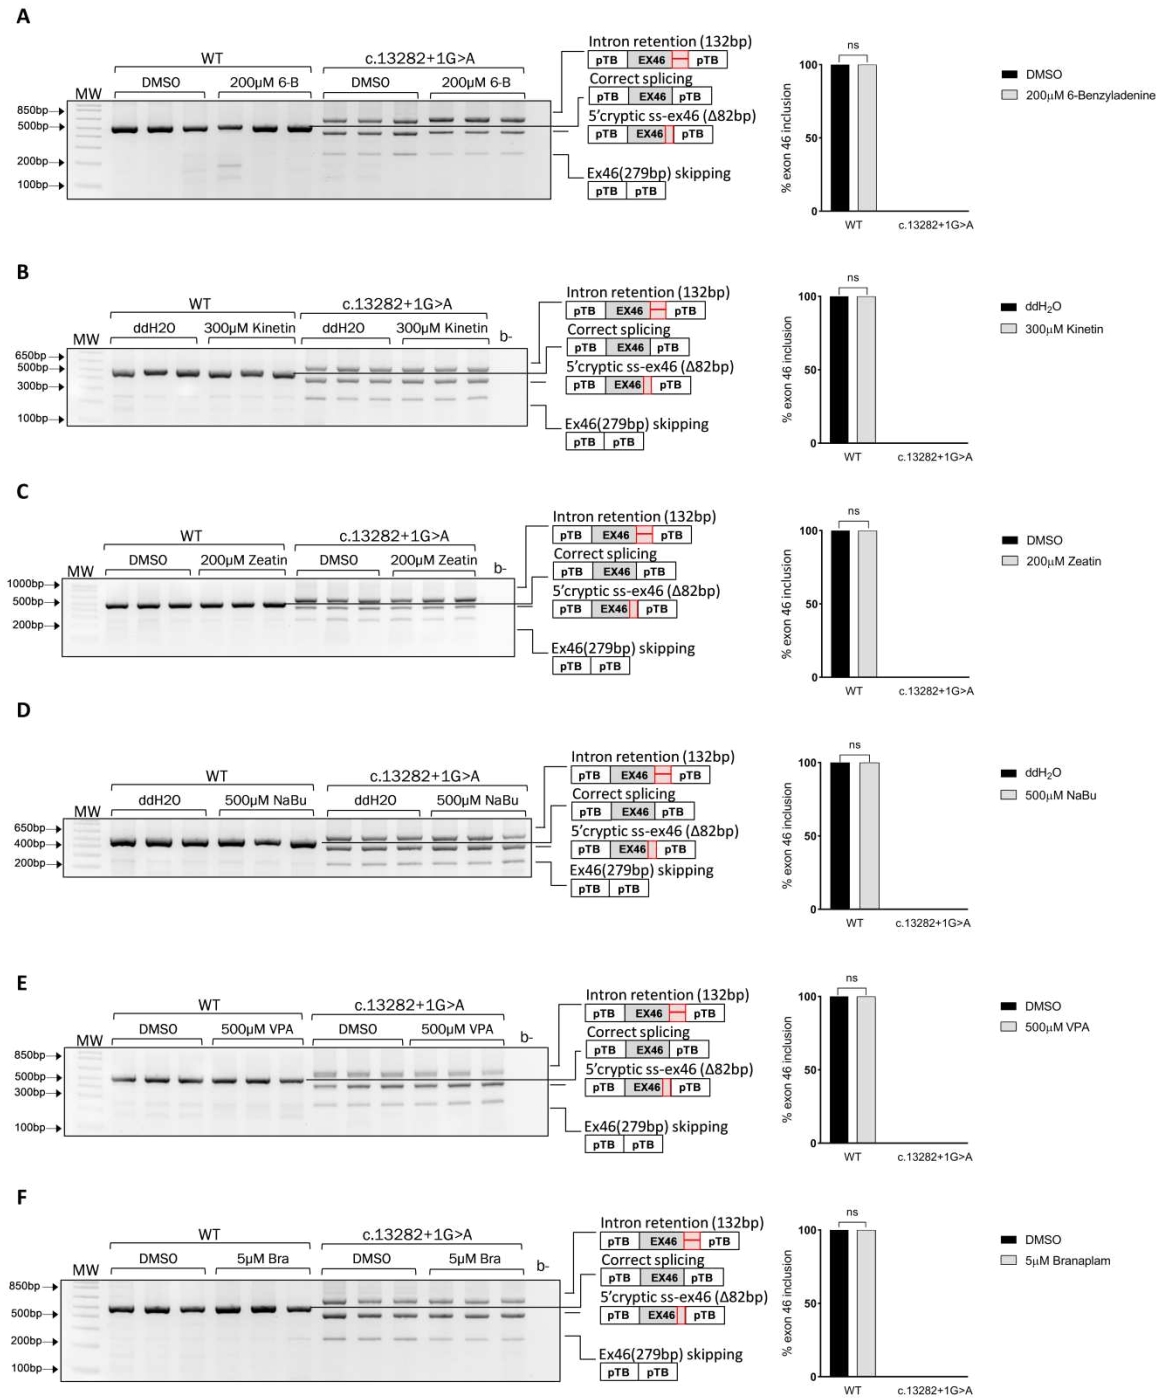 A
WT
c.13282+1G>A
MW
DMSO
200µM 6-B
DMSO
200µM 6-B
850bp
500bp
200bp
100bp
Intron retention (132bp)
pTB EX46 pTB
Correct splicing
pTB EX46 pTB
5'cryptic ss-ex46 (Δ82bp)
pTB EX46 pTB
Ex46(279bp) skipping
pTB pTB
% exon 46 inclusion
100
50
0
ns
WT
c.13282+1G>A
DMSO
200µM 6-Benzyladenine
B
WT
c.13282+1G>A
MW
ddH2O
300µM Kinetin
ddH2O
300µM Kinetin
b-
650bp
500bp
300bp
100bp
Intron retention (132bp)
pTB EX46 pTB
Correct splicing
pTB EX46 pTB
5'cryptic ss-ex46 (Δ82bp)
pTB EX46 pTB
Ex46(279bp) skipping
pTB pTB
% exon 46 inclusion
100
50
0
ns
WT
c.13282+1G>A
ddH₂O
300µM Kinetin
C
WT
c.13282+1G>A
MW
DMSO
200µM Zeatin
DMSO
200µM Zeatin
b-
1000bp
500bp
200bp
Intron retention (132bp)
pTB EX46 pTB
Correct splicing
pTB EX46 pTB
5'cryptic ss-ex46 (Δ82bp)
pTB EX46 pTB
Ex46(279bp) skipping
pTB pTB
% exon 46 inclusion
100
50
0
ns
WT
c.13282+1G>A
DMSO
200µM Zeatin
D
WT
c.13282+1G>A
MW
ddH2O
500µM NaBu
ddH2O
500µM NaBu
650bp
400bp
200bp
Intron retention (132bp)
pTB EX46 pTB
Correct splicing
pTB EX46 pTB
5'cryptic ss-ex46 (Δ82bp)
pTB EX46 pTB
Ex46(279bp) skipping
pTB pTB
% exon 46 inclusion
100
50
0
ns
WT
c.13282+1G>A
ddH₂O
500µM NaBu
E
WT
c.13282+1G>A
MW
DMSO
500µM VPA
DMSO
500µM VPA
b-
850bp
500bp
300bp
100bp
Intron retention (132bp)
pTB EX46 pTB
Correct splicing
pTB EX46 pTB
5'cryptic ss-ex46 (Δ82bp)
pTB EX46 pTB
Ex46(279bp) skipping
pTB pTB
% exon 46 inclusion
100
50
0
ns
WT
c.13282+1G>A
DMSO
500µM VPA
F
WT
c.13282+1G>A
MW
DMSO
5µM Bra
DMSO
5µM Bra
b-
850bp
500bp
200bp
100bp
Intron retention (132bp)
pTB EX46 pTB
Correct splicing
pTB EX46 pTB
5'cryptic ss-ex46 (Δ82bp)
pTB EX46 pTB
Ex46(279bp) skipping
pTB pTB
% exon 46 inclusion
100
50
0
ns
WT
c.13282+1G>A
DMSO
5µM Branaplam